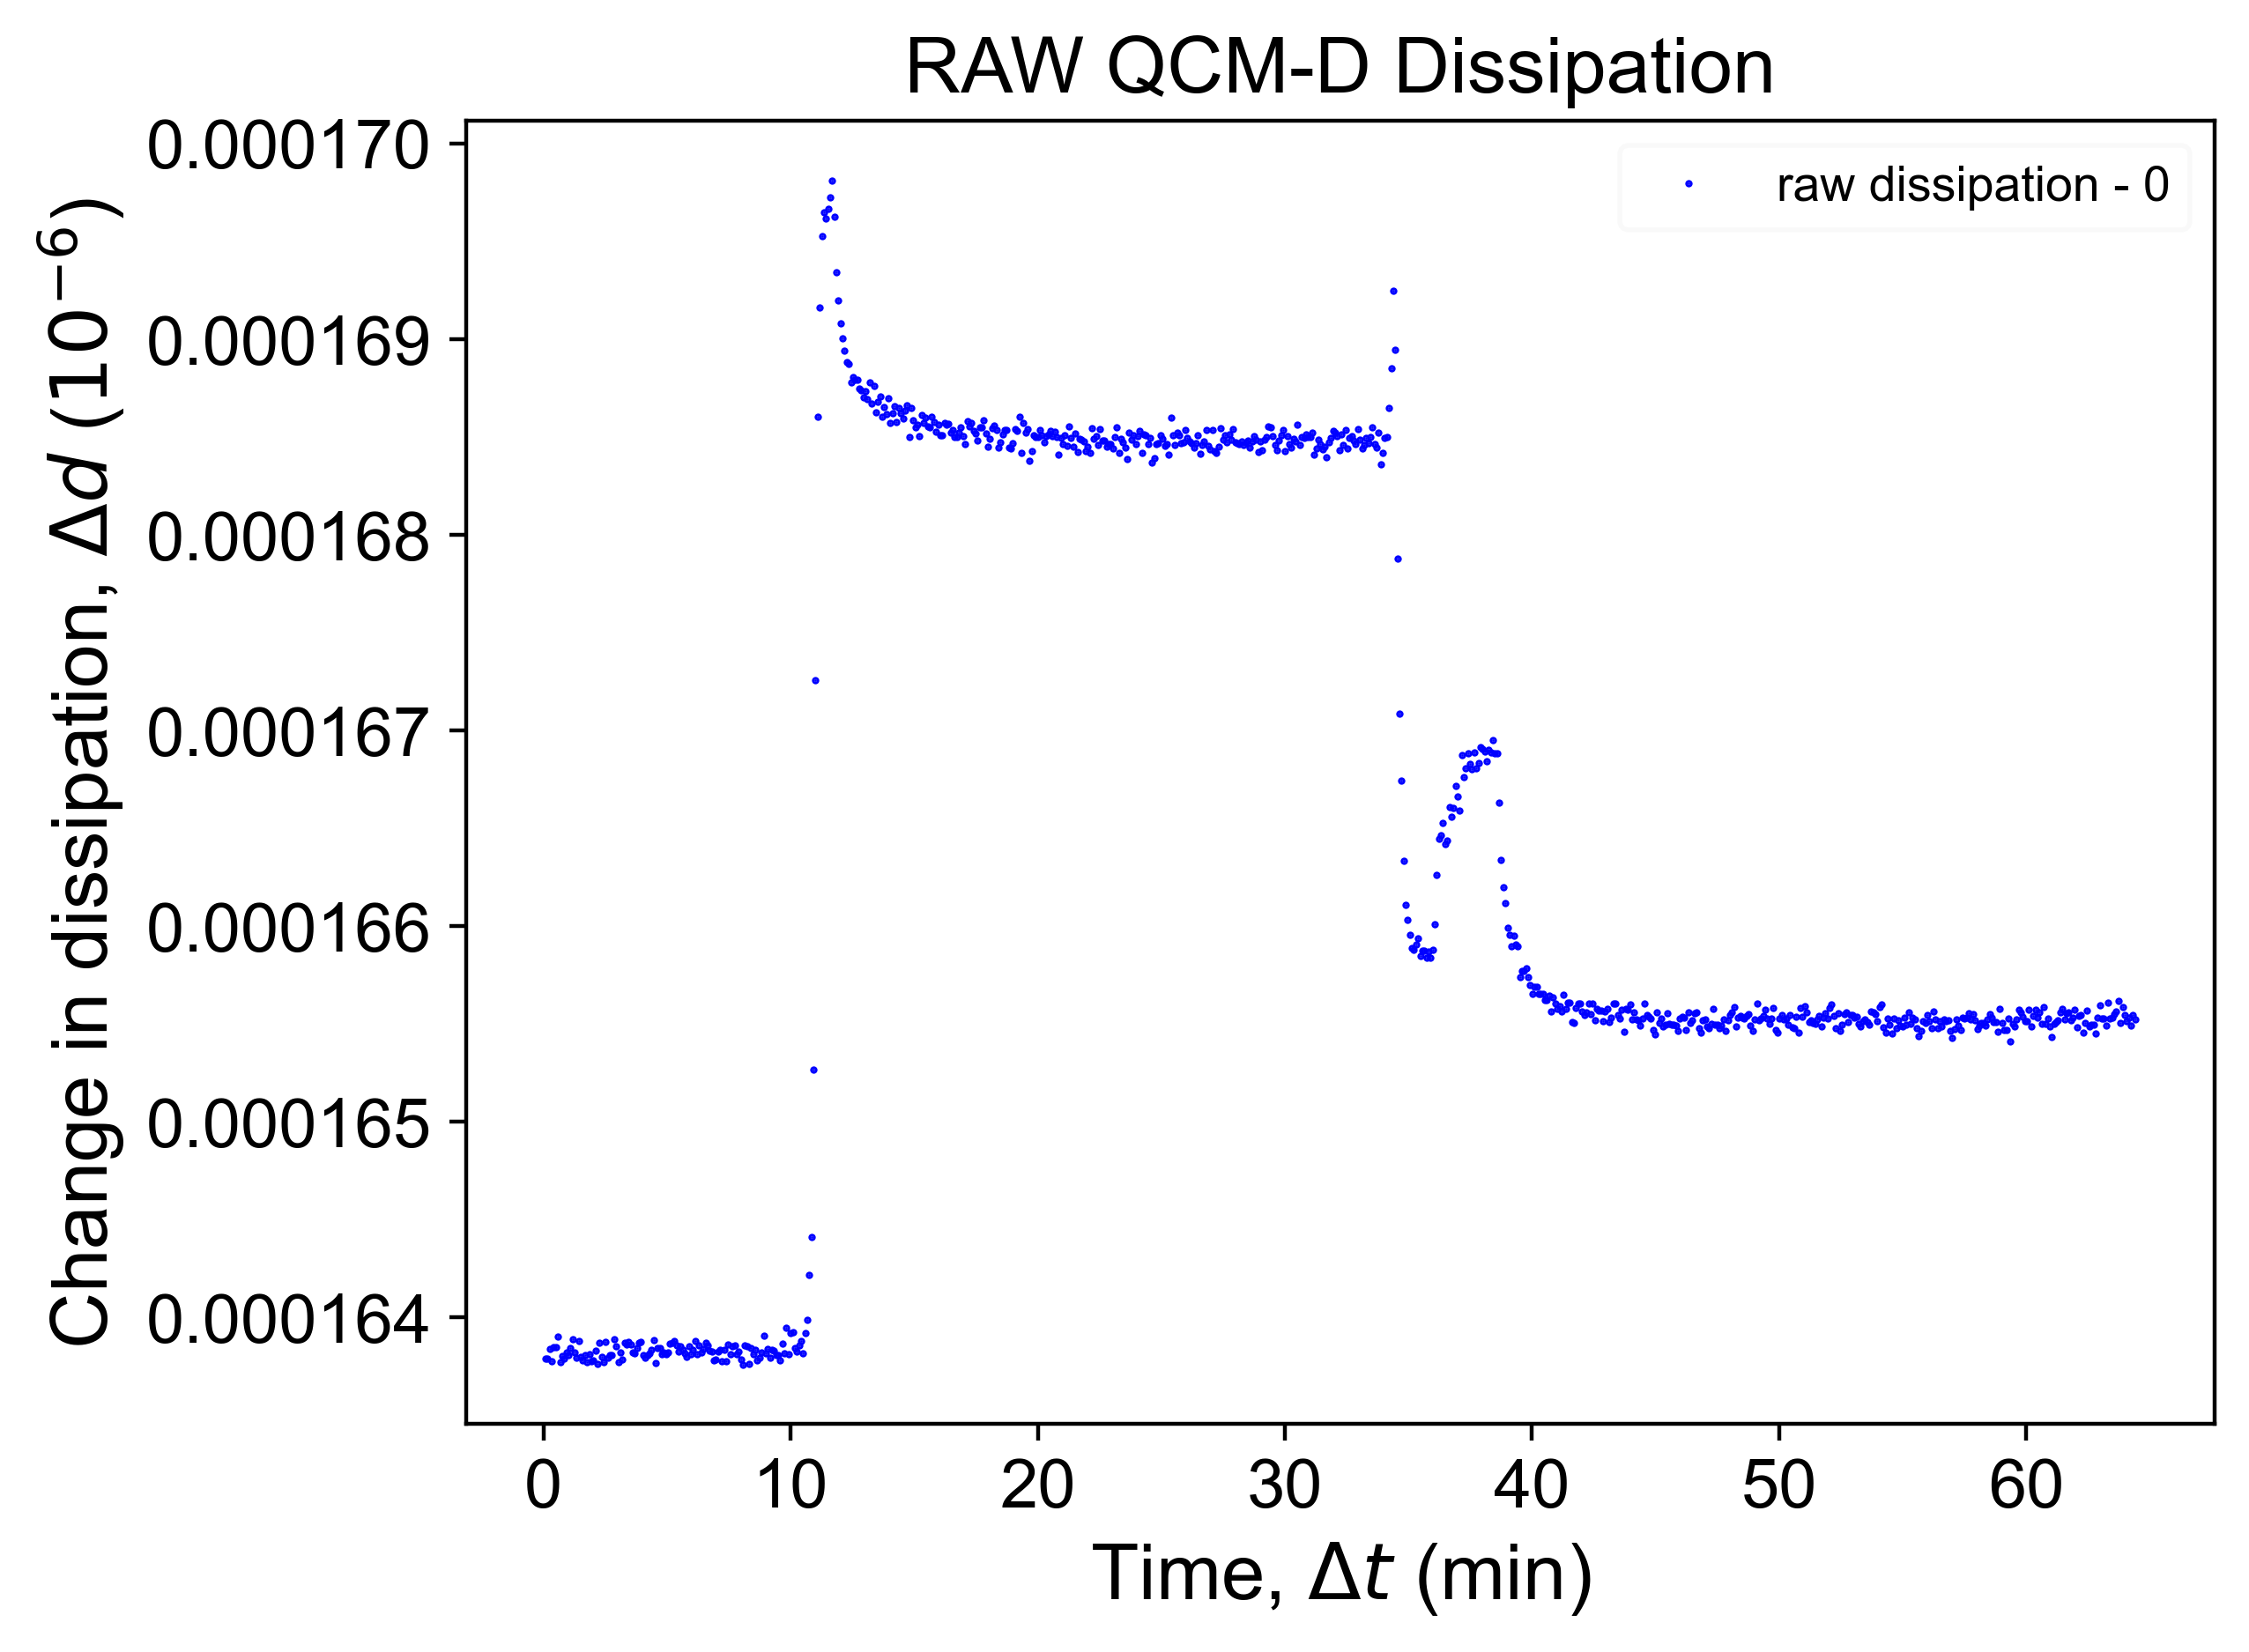 RAW QCM-D Dissipation
raw dissipation - 0
Change in dissipation, Δd (10⁻⁶)
0.000170
0.000169
0.000168
0.000167
0.000166
0.000165
0.000164
0 10 20 30 40 50 60
Time, Δt (min)